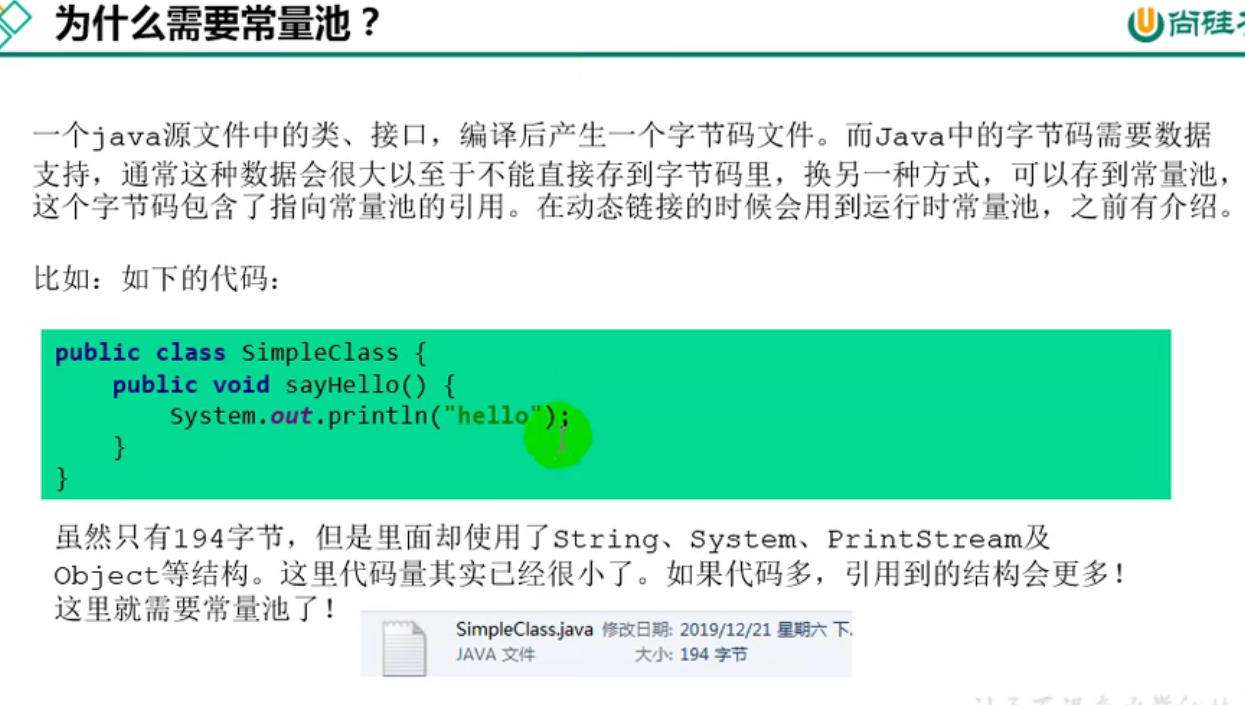 为什么需要常量池？
尚硅
一个java源文件中的类、接口，编译后产生一个字节码文件。而Java中的字节码需要数据
支持，通常这种数据会很大以至于不能直接存到字节码里，换另一种方式，可以存到常量池，
这个字节码包含了指向常量池的引用。在动态链接的时候会用到运行时常量池，之前有介绍。
比如：如下的代码：
public class SimpleClass {
    public void sayHello() {
        System.out.println("hello");
    }
}
虽然只有194字节，但是里面却使用了String、System、PrintStream及
Object等结构。这里代码量其实已经很小了。如果代码多，引用到的结构会更多！
这里就需要常量池了！
SimpleClass.java 修改日期: 2019/12/21 星期六 下.
JAVA 文件 大小: 194 字节